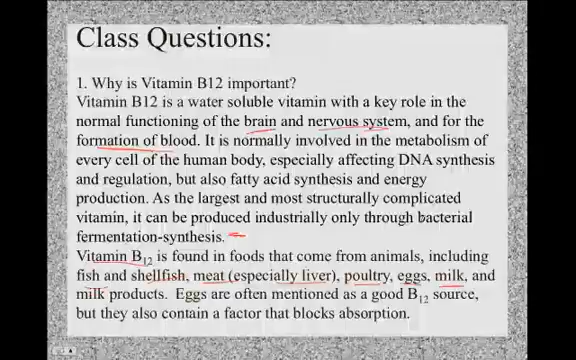 Class Questions:
1. Why is Vitamin B12 important?
Vitamin B12 is a water soluble vitamin with a key role in the
normal functioning of the brain and nervous system, and for the
formation of blood. It is normally involved in the metabolism of
every cell of the human body, especially affecting DNA synthesis
and regulation, but also fatty acid synthesis and energy
production. As the largest and most structurally complicated
vitamin, it can be produced industrially only through bacterial
fermentation-synthesis.
Vitamin B12 is found in foods that come from animals, including
fish and shellfish, meat (especially liver), poultry, eggs, milk, and
milk products.  Eggs are often mentioned as a good B12 source,
but they also contain a factor that blocks absorption.